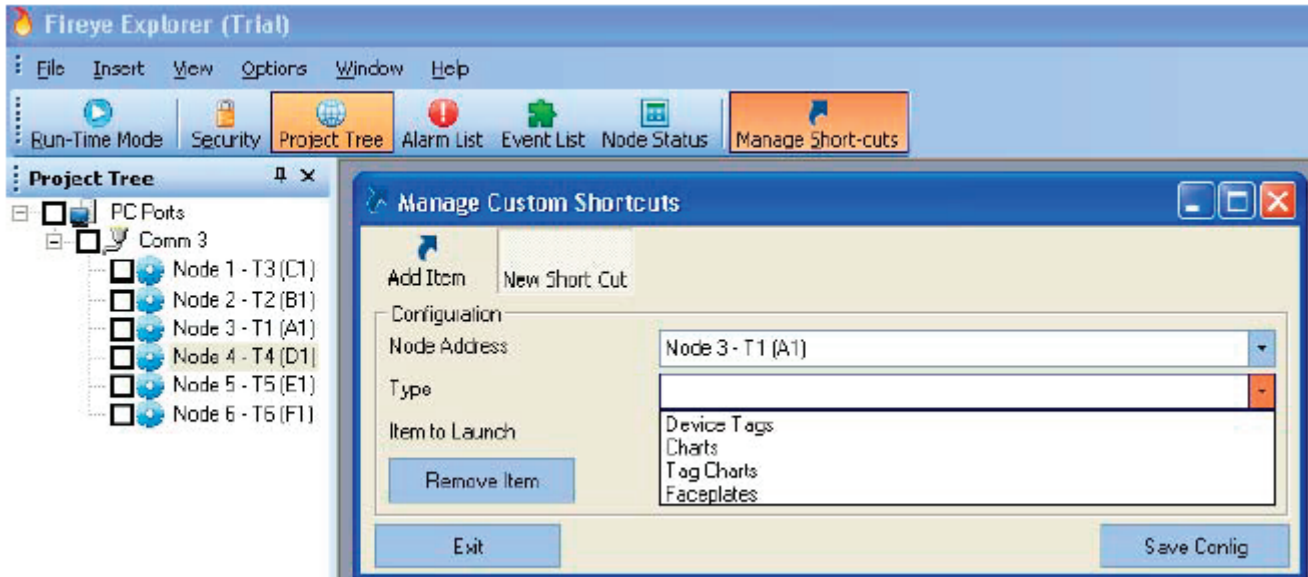 Fireye Explorer (Trial)
File Insert View Options Window Help
Run-Time Mode Security Project Tree Alarm List Event List Node Status Manage Short-cuts
Project Tree
PC Ports
Comm 3
Node 1 - T3 (C1)
Node 2 - T2 (B1)
Node 3 - T1 (A1)
Node 4 - T4 (D1)
Node 5 - T5 (E1)
Node 6 - T6 (F1)
Manage Custom Shortcuts
Add Item New Short Cut
Configuration
Node Address Node 3 - T1 (A1)
Type
Device Tags
Item to Launch
Charts
Tag Charts
Remove Item
Faceplates
Exit Save Config